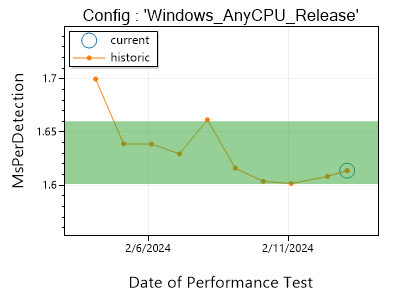 Config : 'Windows_AnyCPU_Release'
current
historic
MsPerDetection
1.7
1.65
1.6
2/6/2024
2/11/2024
Date of Performance Test